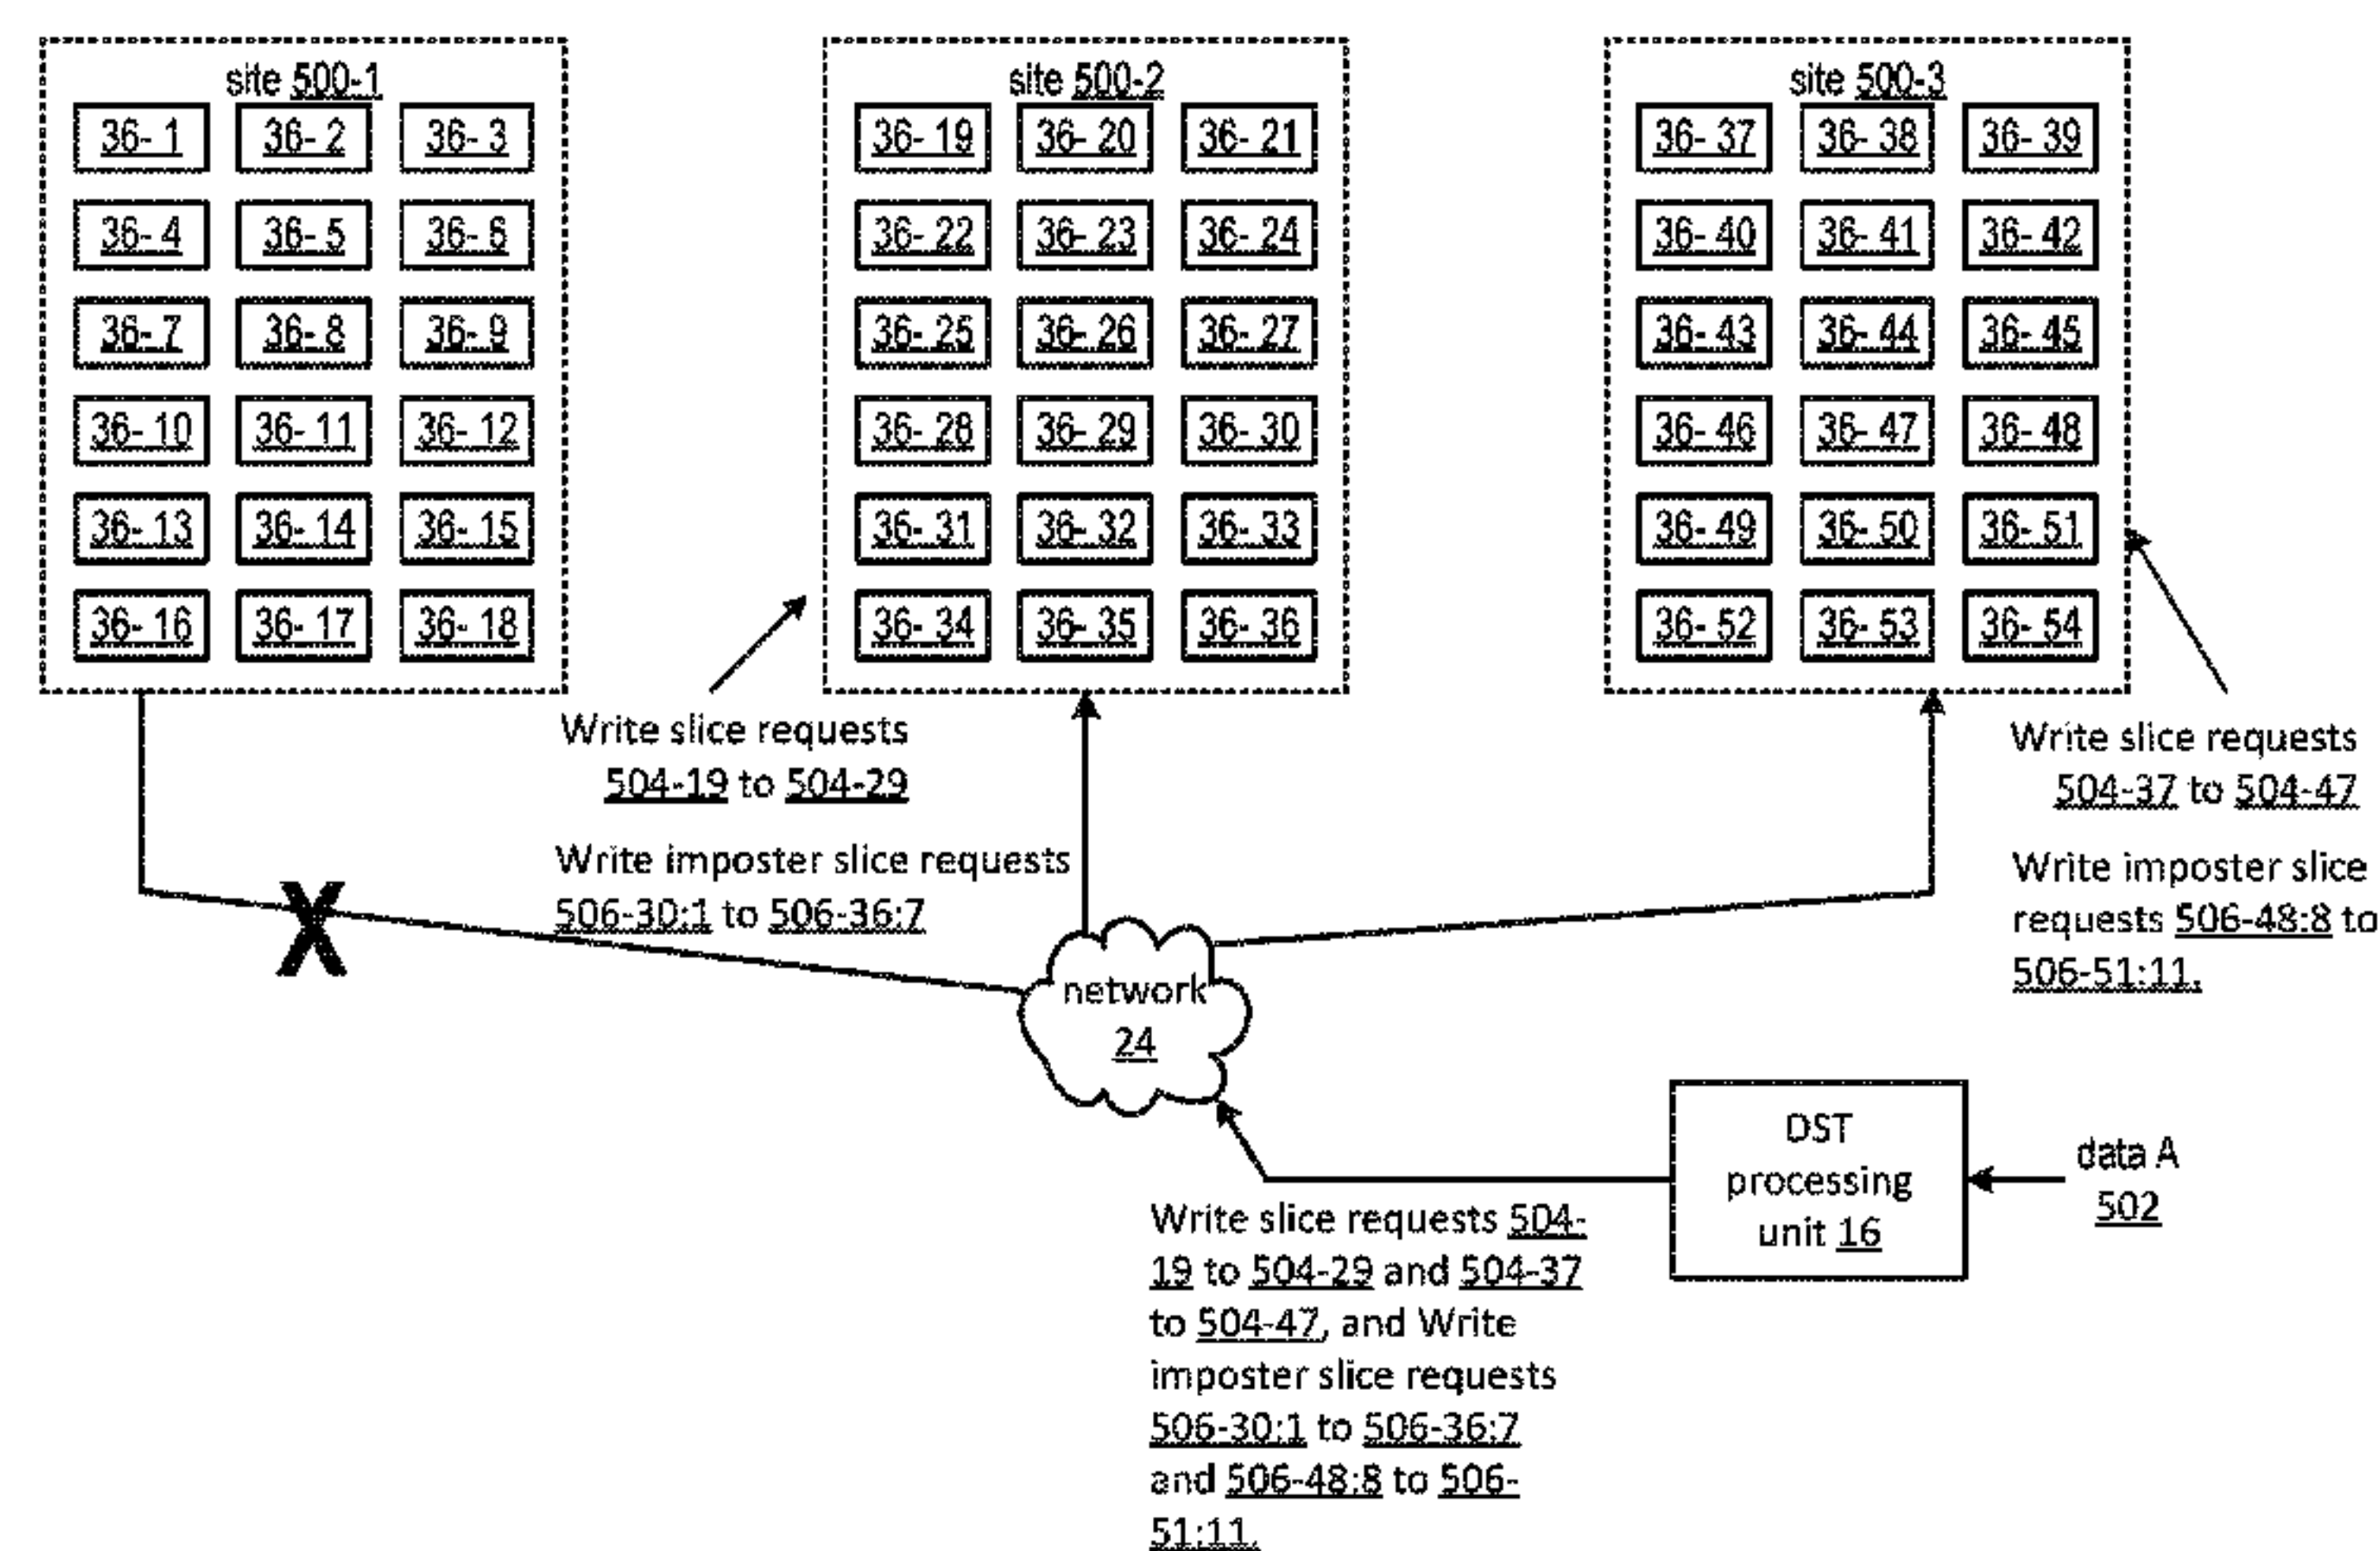 site 500-1
36- 1 36- 2 36- 3
36- 4 36- 5 36- 6
36- 7 36- 8 36- 9
36- 10 36- 11 36- 12
36- 13 36- 14 36- 15
36- 16 36- 17 36- 18
site 500-2
36- 19 36- 20 36- 21
36- 22 36- 23 36- 24
36- 25 36- 26 36- 27
36- 28 36- 29 36- 30
36- 31 36- 32 36- 33
36- 34 36- 35 36- 36
site 500-3
36- 37 36- 38 36- 39
36- 40 36- 41 36- 42
36- 43 36- 44 36- 45
36- 46 36- 47 36- 48
36- 49 36- 50 36- 51
36- 52 36- 53 36- 54
Write slice requests
504-19 to 504-29
Write imposter slice requests
506-30:1 to 506-36:7
Write slice requests
504-37 to 504-47
Write imposter slice
requests 506-48:8 to
506-51:11.
X
network
24
DST
processing
unit 16
data A
502
Write slice requests 504-
19 to 504-29 and 504-37
to 504-47, and Write
imposter slice requests
506-30:1 to 506-36:7
and 506-48:8 to 506-
51:11.